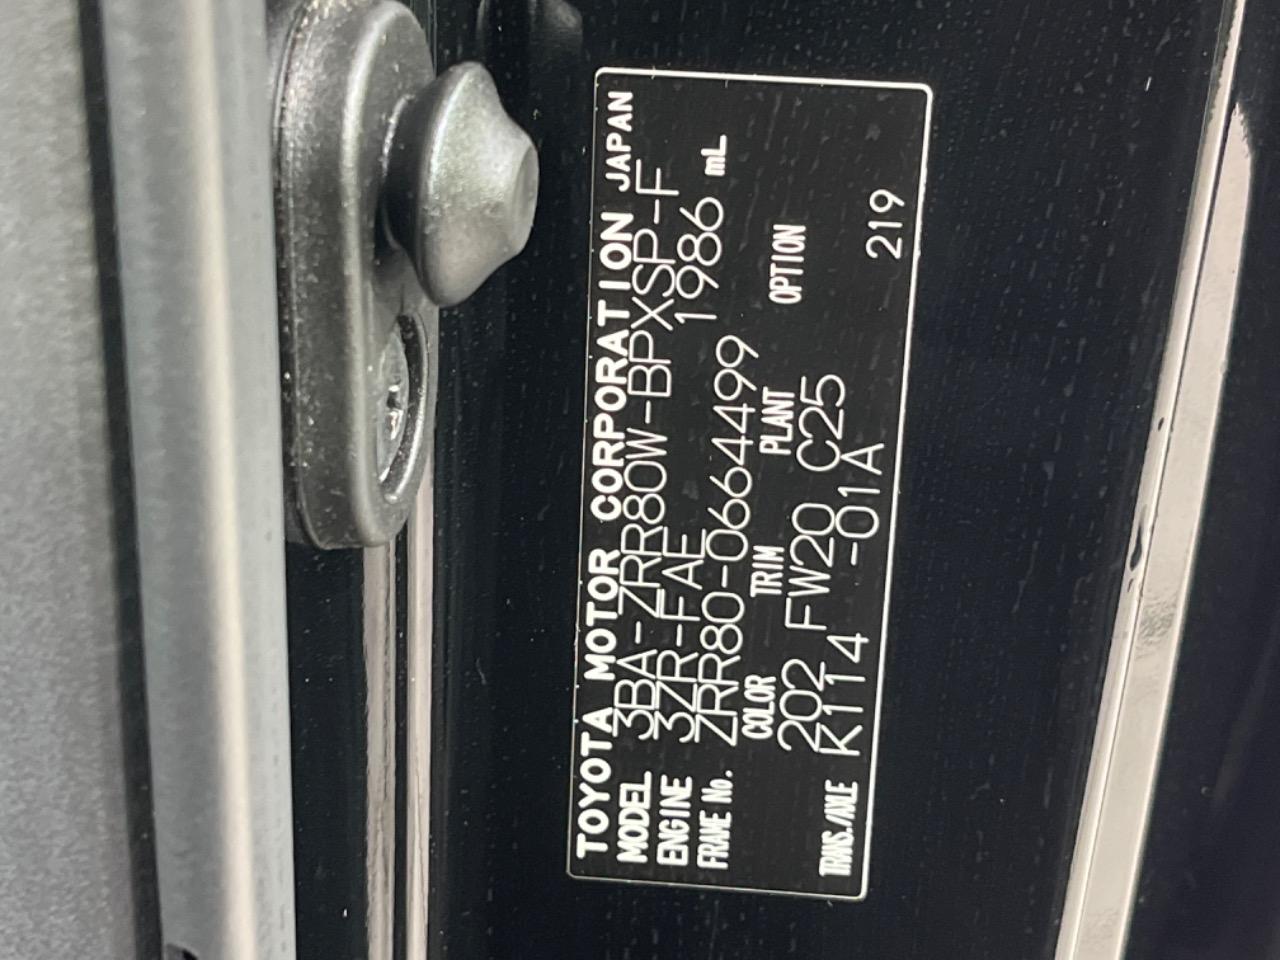 TOYOTA MOTOR CORPORATION JAPAN
MODEL 3BA-ZRR80W-BPXSP-F
ENGINE 3ZR-FAE 1986 mL
FRAME No. ZRR80-0664499
COLOR TRIM PLANT OPTION
202 FW20 C25
TRANS./AXLE K114 -01A 219